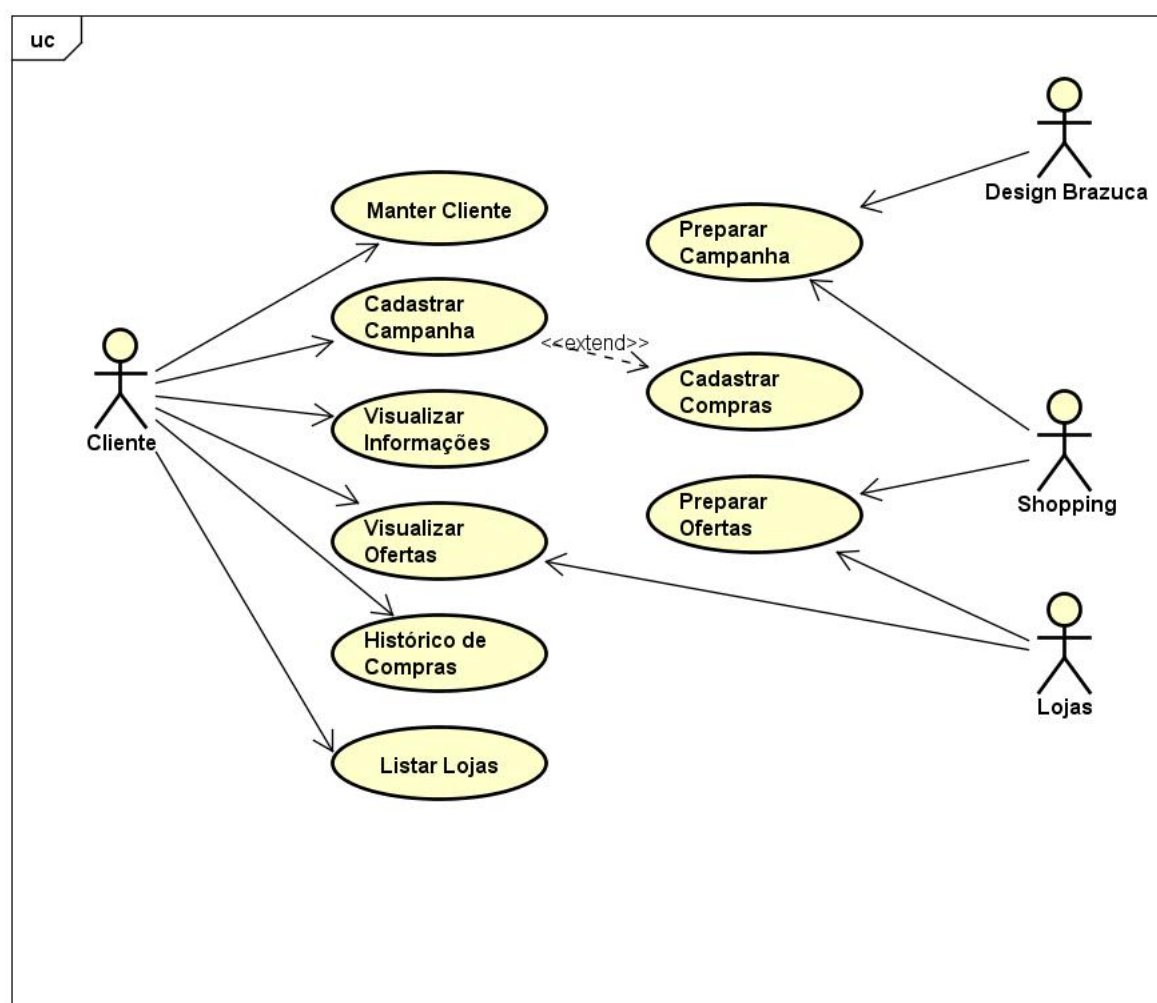 uc
Design Brazuca
Manter Cliente
Preparar
Campanha
Cadastrar
Campanha
<<extend>>
Cadastrar
Compras
Cliente
Visualizar
Informações
Shopping
Preparar
Ofertas
Visualizar
Ofertas
Histórico de
Compras
Lojas
Listar Lojas